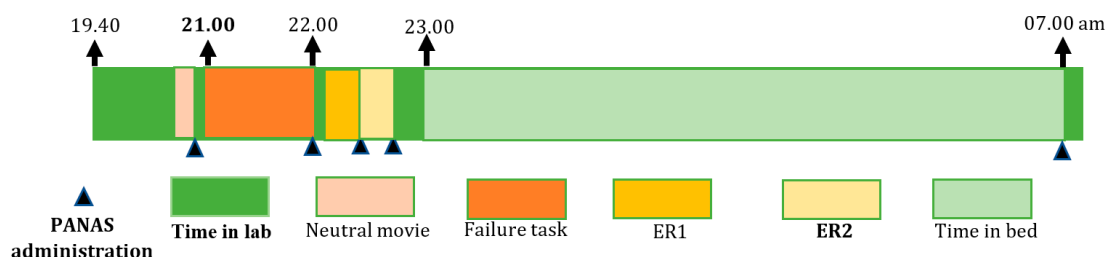 19.40
21.00
22.00
23.00
07.00 am
PANAS
administration
Time in lab
Neutral movie
Failure task
ER1
ER2
Time in bed